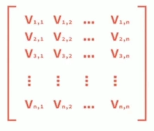 V1,1 V1,2 ... V1,n
V2,1 V2,2 ... V2,n
V3,1 V3,2 ... V3,n
⋮ ⋮ ⋮ ⋮
Vn,1 Vn,2 ... Vn,n